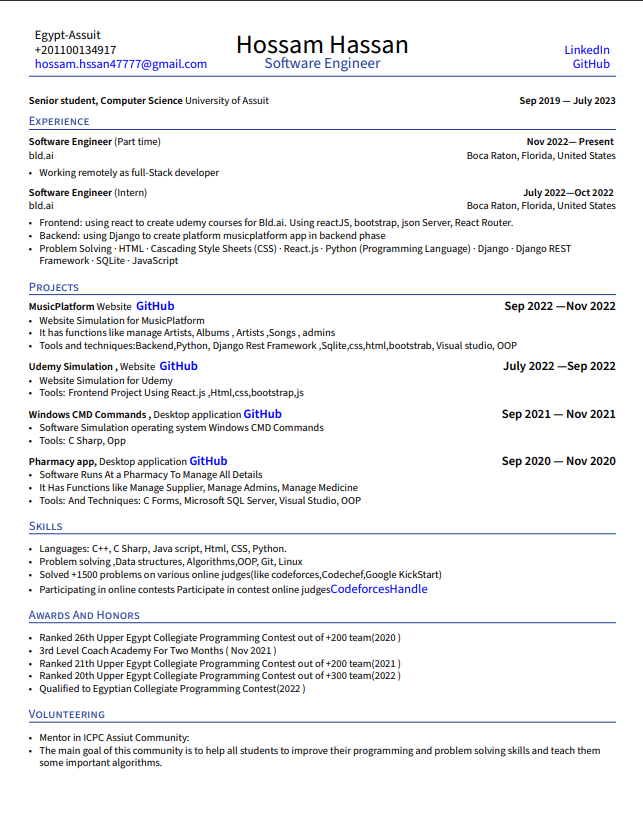 Egypt-Assuit
+201100134917
hossam.hssan47777@gmail.com
Hossam Hassan
Software Engineer
LinkedIn
GitHub
Senior student, Computer Science University of Assuit Sep 2019 — July 2023
Experience
Software Engineer (Part time) Nov 2022— Present
bld.ai Boca Raton, Florida, United States
• Working remotely as full-Stack developer
Software Engineer (Intern) July 2022—Oct 2022
bld.ai Boca Raton, Florida, United States
• Frontend: using react to create udemy courses for Bld.ai. Using reactJS, bootstrap, json Server, React Router.
• Backend: using Django to create platform musicplatform app in backend phase
• Problem Solving · HTML · Cascading Style Sheets (CSS) · React.js · Python (Programming Language) · Django · Django REST
Framework · SQLite · JavaScript
Projects
MusicPlatform Website GitHub Sep 2022 —Nov 2022
• Website Simulation for MusicPlatform
• It has functions like manage Artists, Albums , Artists ,Songs , admins
• Tools and techniques:Backend,Python, Django Rest Framework ,Sqlite,css,html,bootstrab, Visual studio, OOP
Udemy Simulation , Website GitHub July 2022 —Sep 2022
• Website Simulation for Udemy
• Tools: Frontend Project Using React.js ,Html,css,bootstrap,js
Windows CMD Commands , Desktop application GitHub Sep 2021 — Nov 2021
• Software Simulation operating system Windows CMD Commands
• Tools: C Sharp, Opp
Pharmacy app, Desktop application GitHub Sep 2020 — Nov 2020
• Software Runs At a Pharmacy To Manage All Details
• It Has Functions like Manage Supplier, Manage Admins, Manage Medicine
• Tools: And Techniques: C Forms, Microsoft SQL Server, Visual Studio, OOP
Skills
• Languages: C++, C Sharp, Java script, Html, CSS, Python.
• Problem solving ,Data structures, Algorithms,OOP, Git, Linux
• Solved +1500 problems on various online judges(like codeforces,Codechef,Google KickStart)
• Participating in online contests Participate in contest online judgesCodeforcesHandle
Awards And Honors
• Ranked 26th Upper Egypt Collegiate Programming Contest out of +200 team(2020 )
• 3rd Level Coach Academy For Two Months ( Nov 2021 )
• Ranked 21th Upper Egypt Collegiate Programming Contest out of +200 team(2021 )
• Ranked 20th Upper Egypt Collegiate Programming Contest out of +300 team(2022 )
• Qualified to Egyptian Collegiate Programming Contest(2022 )
Volunteering
• Mentor in ICPC Assiut Community:
• The main goal of this community is to help all students to improve their programming and problem solving skills and teach them
some important algorithms.